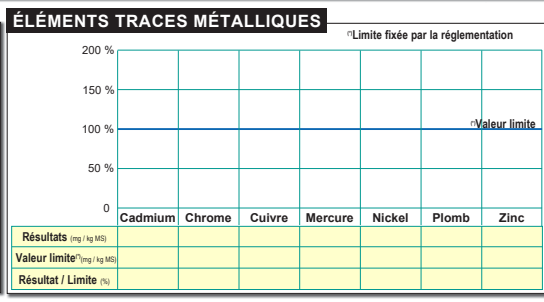 ÉLÉMENTS TRACES MÉTALLIQUES
(*)Limite fixée par la réglementation
200 %
150 %
100 %
(*)Valeur limite
50 %
0
Cadmium Chrome Cuivre Mercure Nickel Plomb Zinc
Résultats (mg / kg MS)
Valeur limite(*)(mg / kg MS)
Résultat / Limite (%)